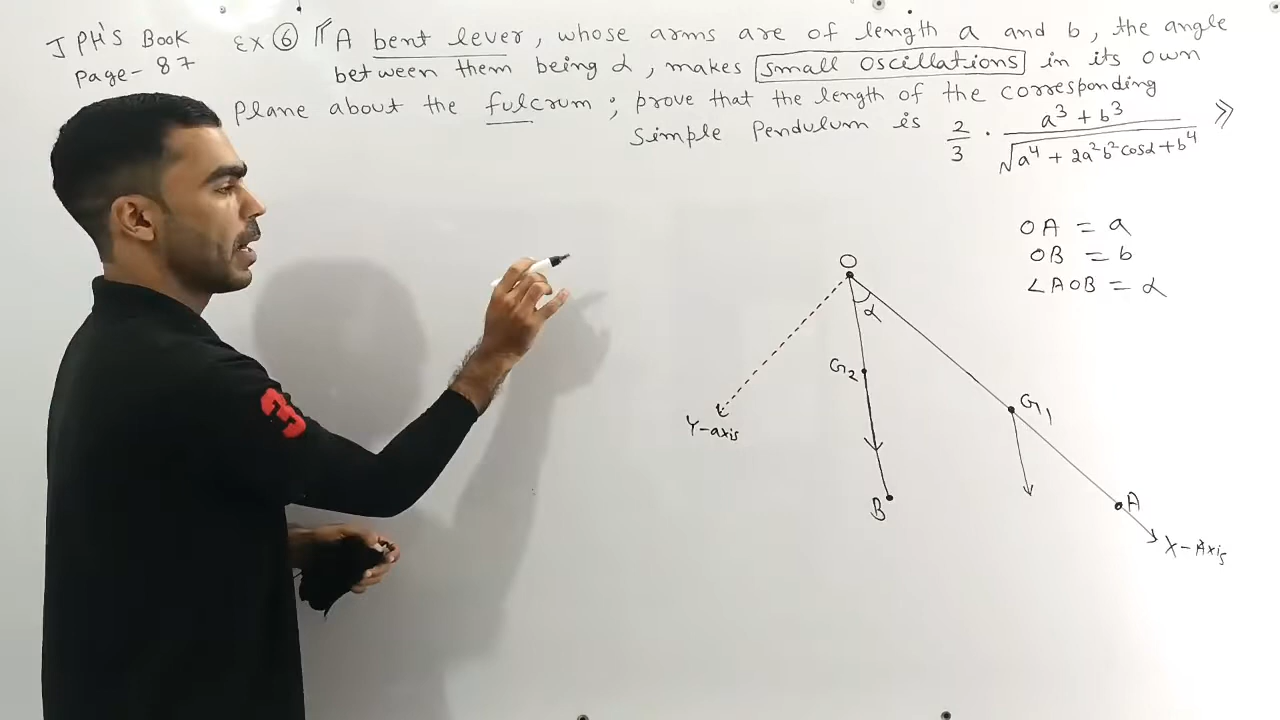 JPH'S Book
Page - 87
Ex ⑥ "A bent lever, whose arms are of length a and b, the angle
between them being α, makes small oscillations in its own
plane about the fulcrum; prove that the length of the corresponding
simple pendulum is 2/3 · (a³ + b³)/√(a⁴ + 2a²b²cosα + b⁴) »
OA = a
OB = b
∠AOB = α
O
α
G₂
G₁
Y-axis
B
A
X-Axis
3